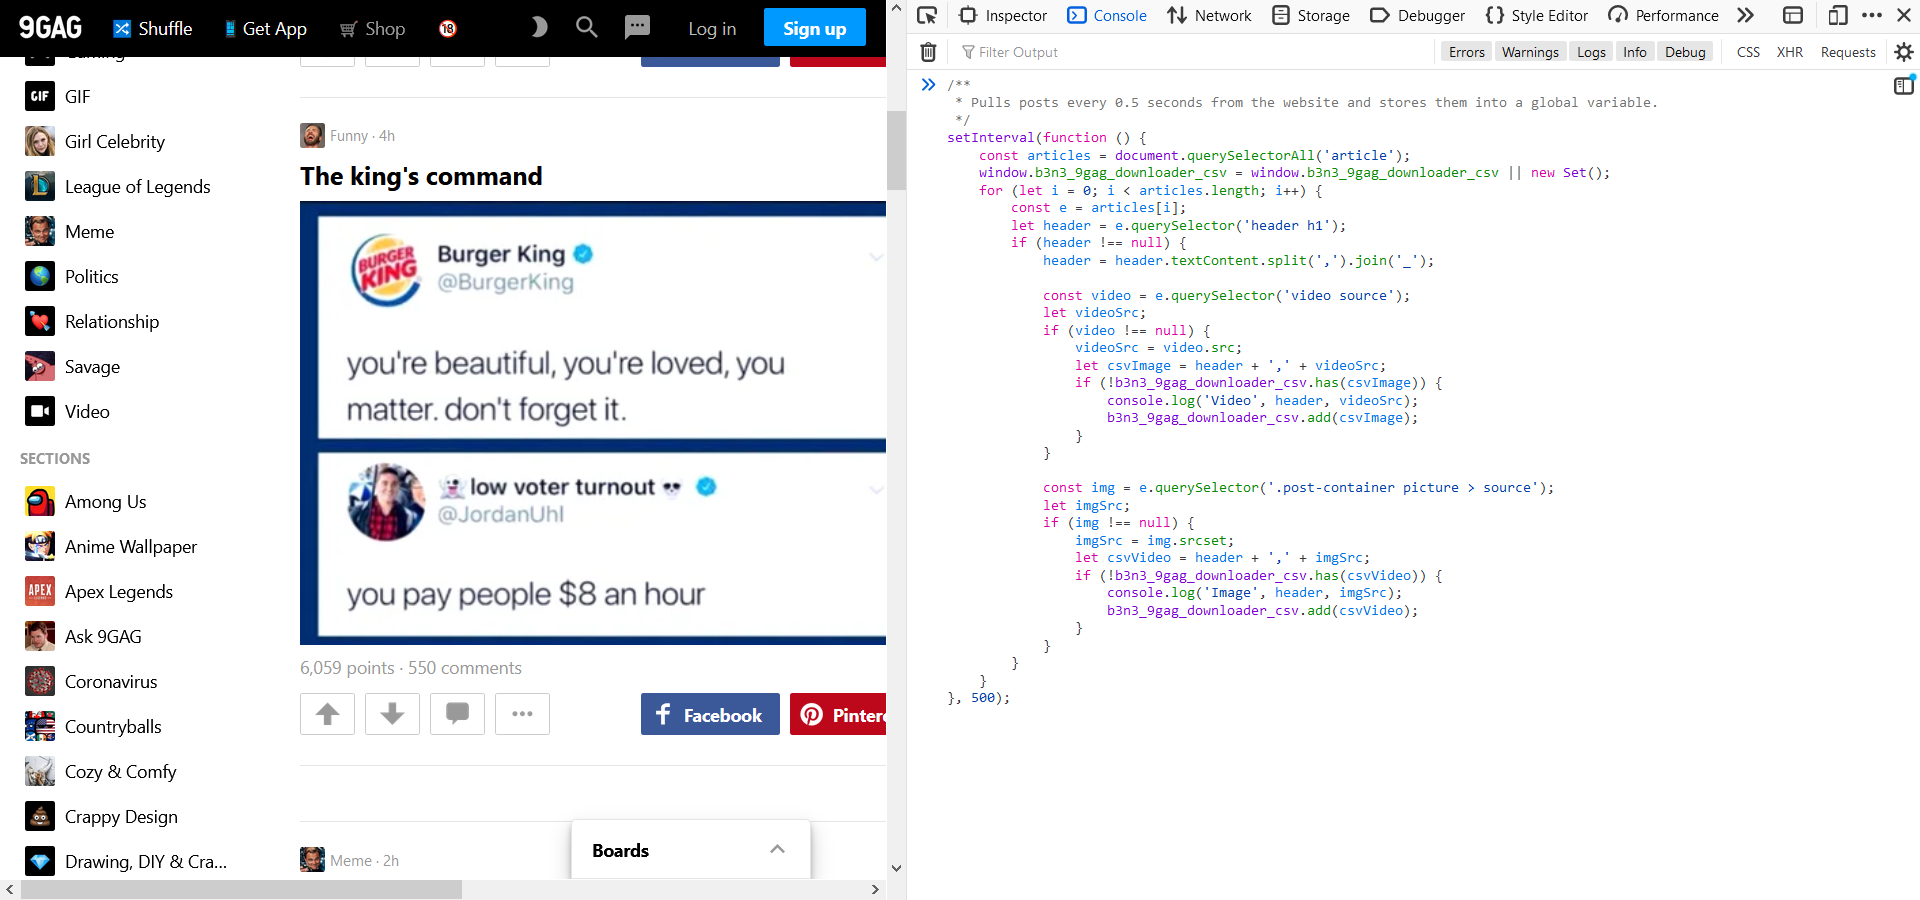 9GAG
Shuffle
Get App
Shop
18
Log in
Sign up
Gaming
GIF
GIF
Girl Celebrity
League of Legends
Meme
Politics
Relationship
Savage
Video
SECTIONS
Among Us
Anime Wallpaper
APEX
Apex Legends
Ask 9GAG
Coronavirus
Countryballs
Cozy & Comfy
Crappy Design
Drawing, DIY & Cra...
Funny · 4h
The king's command
BURGER
KING
Burger King
@BurgerKing
you're beautiful, you're loved, you
matter. don't forget it.
👻low voter turnout 💀
@JordanUhl
you pay people $8 an hour
6,059 points · 550 comments
Facebook
Pintere
Meme · 2h
Boards
Inspector
Console
Network
Storage
Debugger
Style Editor
Performance
Filter Output
Errors
Warnings
Logs
Info
Debug
CSS
XHR
Requests
/**
 * Pulls posts every 0.5 seconds from the website and stores them into a global variable.
 */
setInterval(function () {
    const articles = document.querySelectorAll('article');
    window.b3n3_9gag_downloader_csv = window.b3n3_9gag_downloader_csv || new Set();
    for (let i = 0; i < articles.length; i++) {
        const e = articles[i];
        let header = e.querySelector('header h1');
        if (header !== null) {
            header = header.textContent.split(',').join('_');
            const video = e.querySelector('video source');
            let videoSrc;
            if (video !== null) {
                videoSrc = video.src;
                let csvImage = header + ',' + videoSrc;
                if (!b3n3_9gag_downloader_csv.has(csvImage)) {
                    console.log('Video', header, videoSrc);
                    b3n3_9gag_downloader_csv.add(csvImage);
                }
            }
            const img = e.querySelector('.post-container picture > source');
            let imgSrc;
            if (img !== null) {
                imgSrc = img.srcset;
                let csvVideo = header + ',' + imgSrc;
                if (!b3n3_9gag_downloader_csv.has(csvVideo)) {
                    console.log('Image', header, imgSrc);
                    b3n3_9gag_downloader_csv.add(csvVideo);
                }
            }
        }
    }
}, 500);